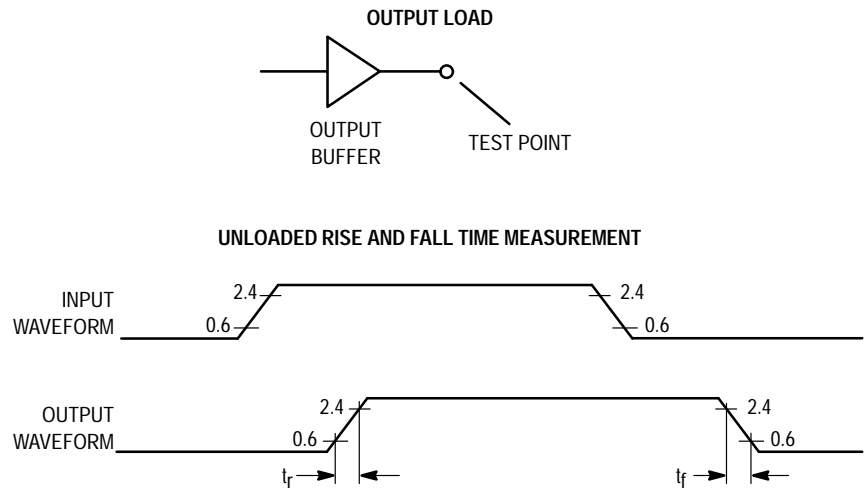 OUTPUT LOAD
OUTPUT
BUFFER
TEST POINT
UNLOADED RISE AND FALL TIME MEASUREMENT
INPUT
WAVEFORM
2.4
0.6
2.4
0.6
OUTPUT
WAVEFORM
2.4
0.6
2.4
0.6
tr
tf